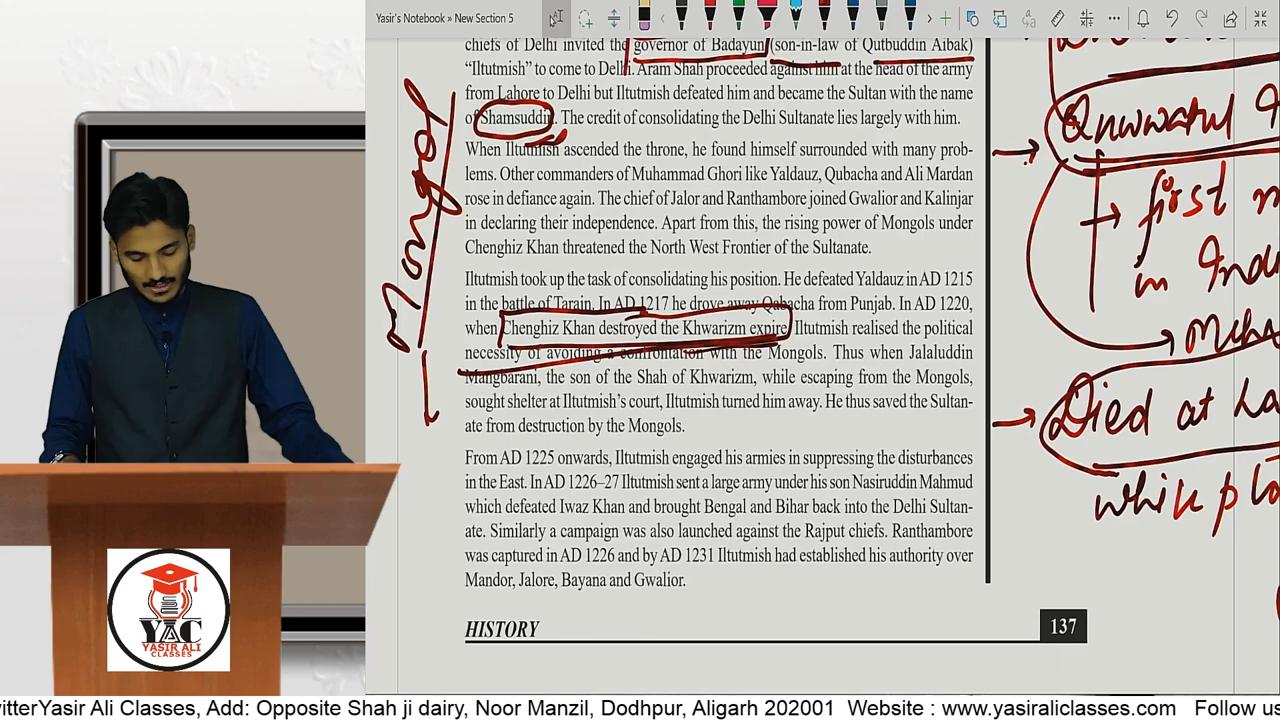 Yasir's Notebook » New Section 5
chiefs of Delhi invited the governor of Badayun (son-in-law of Qutbuddin Aibak)
“Iltutmish” to come to Delhi. Aram Shah proceeded against him at the head of the army
from Lahore to Delhi but Iltutmish defeated him and became the Sultan with the name
of Shamsuddin. The credit of consolidating the Delhi Sultanate lies largely with him.
When Iltutmish ascended the throne, he found himself surrounded with many prob-
lems. Other commanders of Muhammad Ghori like Yaldauz, Qubacha and Ali Mardan
rose in defiance again. The chief of Jalor and Ranthambore joined Gwalior and Kalinjar
in declaring their independence. Apart from this, the rising power of Mongols under
Chenghiz Khan threatened the North West Frontier of the Sultanate.
Iltutmish took up the task of consolidating his position. He defeated Yaldauz in AD 1215
in the battle of Tarain. In AD 1217 he drove away Qabacha from Punjab. In AD 1220,
when Chenghiz Khan destroyed the Khwarizm expire, Iltutmish realised the political
necessity of avoiding a confrontation with the Mongols. Thus when Jalaluddin
Mangbarani, the son of the Shah of Khwarizm, while escaping from the Mongols,
sought shelter at Iltutmish's court, Iltutmish turned him away. He thus saved the Sultan-
ate from destruction by the Mongols.
From AD 1225 onwards, Iltutmish engaged his armies in suppressing the disturbances
in the East. In AD 1226–27 Iltutmish sent a large army under his son Nasiruddin Mahmud
which defeated Iwaz Khan and brought Bengal and Bihar back into the Delhi Sultan-
ate. Similarly a campaign was also launched against the Rajput chiefs. Ranthambore
was captured in AD 1226 and by AD 1231 Iltutmish had established his authority over
Mandor, Jalore, Bayana and Gwalior.
HISTORY
137
first
in Indi
Died at La
while pla
YAC
YASIR ALI
CLASSES
itterYasir Ali Classes, Add: Opposite Shah ji dairy, Noor Manzil, Dodhpur, Aligarh 202001 Website : www.yasiraliclasses.com Follow us